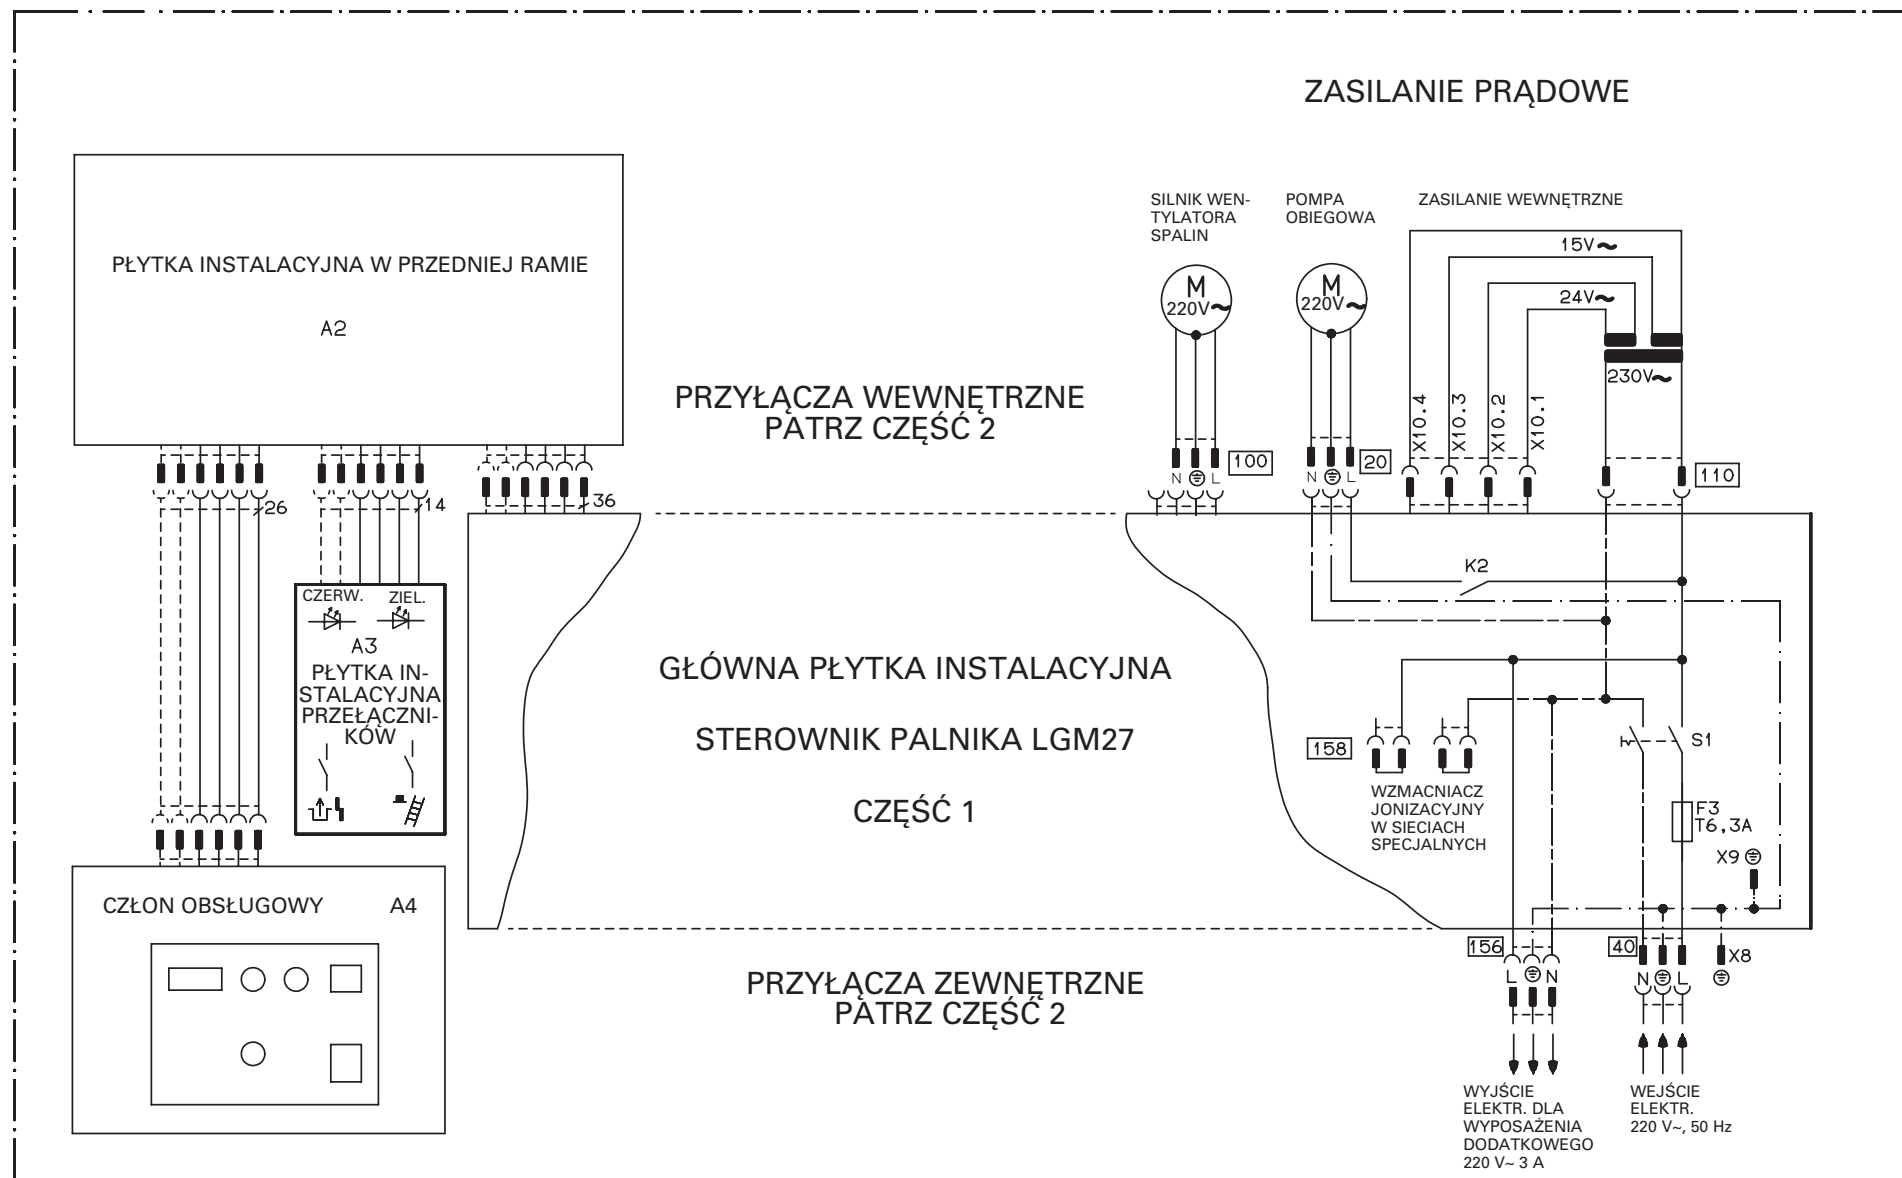 ZASILANIE PRĄDOWE
PŁYTKA INSTALACYJNA W PRZEDNIEJ RAMIE
A2
PRZYŁĄCZA WEWNĘTRZNE
PATRZ CZĘŚĆ 2
SILNIK WEN-
TYLATORA
SPALIN
M
220V~
POMPA
OBIEGOWA
M
220V~
ZASILANIE WEWNĘTRZNE
15V~
24V~
230V~
X10.4
X10.3
X10.2
X10.1
N L
100
N L
20
110
26
14
36
CZERW.
ZIEL.
A3
PŁYTKA IN-
STALACYJNA
PRZEŁĄCZNI-
KÓW
GŁÓWNA PŁYTKA INSTALACYJNA
STEROWNIK PALNIKA LGM27
CZĘŚĆ 1
K2
158
WZMACNIACZ
JONIZACYJNY
W SIECIACH
SPECJALNYCH
S1
F3
T6,3A
X9
CZŁON OBSŁUGOWY
A4
PRZYŁĄCZA ZEWNĘTRZNE
PATRZ CZĘŚĆ 2
156
L N
40
N L
X8
WYJŚCIE
ELEKTR. DLA
WYPOSAŻENIA
DODATKOWEGO
220 V~ 3 A
WEJŚCIE
ELEKTR.
220 V~, 50 Hz